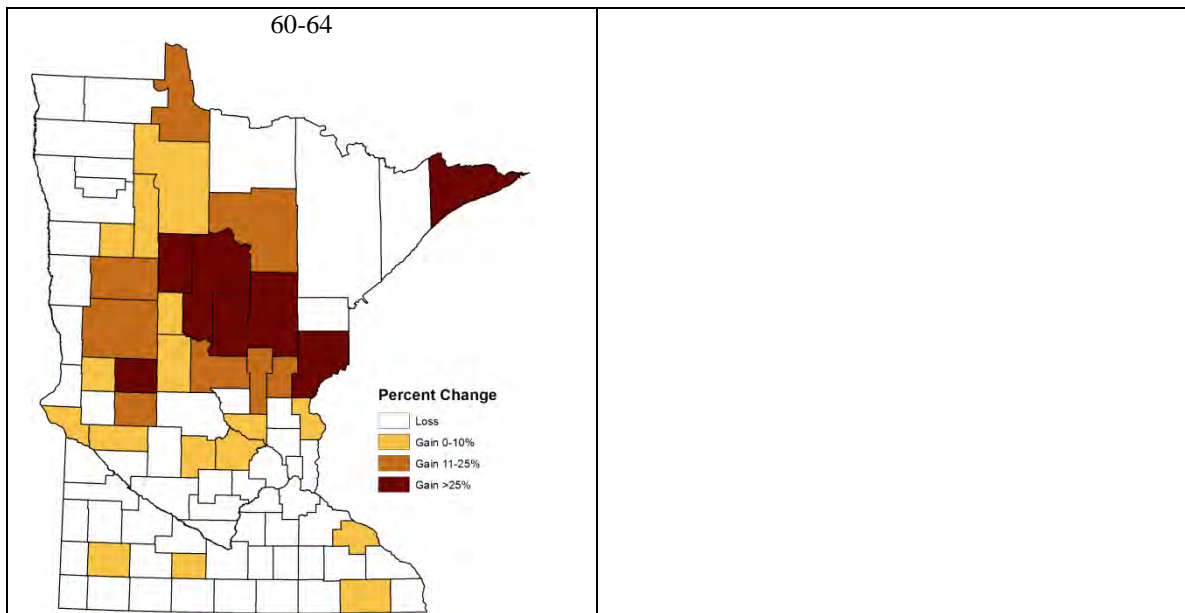 60-64
Percent Change
Loss
Gain 0-10%
Gain 11-25%
Gain >25%